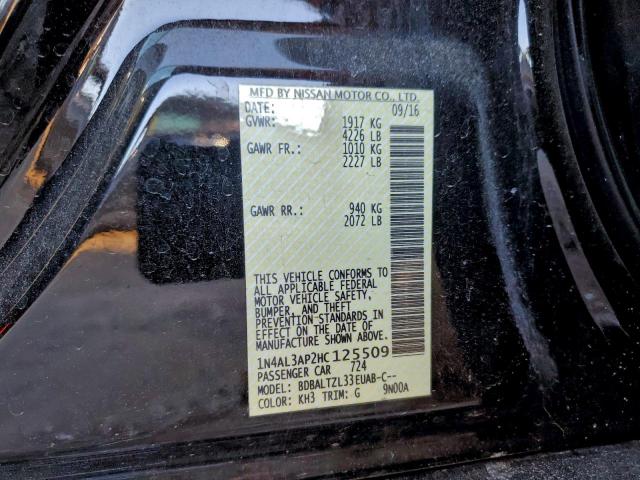 MFD BY NISSAN MOTOR CO., LTD.
DATE: 09/16
GVWR: 1917 KG
4226 LB
GAWR FR.: 1010 KG
2227 LB
GAWR RR.: 940 KG
2072 LB
THIS VEHICLE CONFORMS TO
ALL APPLICABLE FEDERAL
MOTOR VEHICLE SAFETY,
BUMPER, AND THEFT
PREVENTION STANDARDS IN
EFFECT ON THE DATE OF
MANUFACTURE SHOWN ABOVE.
1N4AL3AP2HC125509
PASSENGER CAR 724
MODEL: BDBALTZL33EUAB-C--
COLOR: KH3 TRIM: G 9N00A